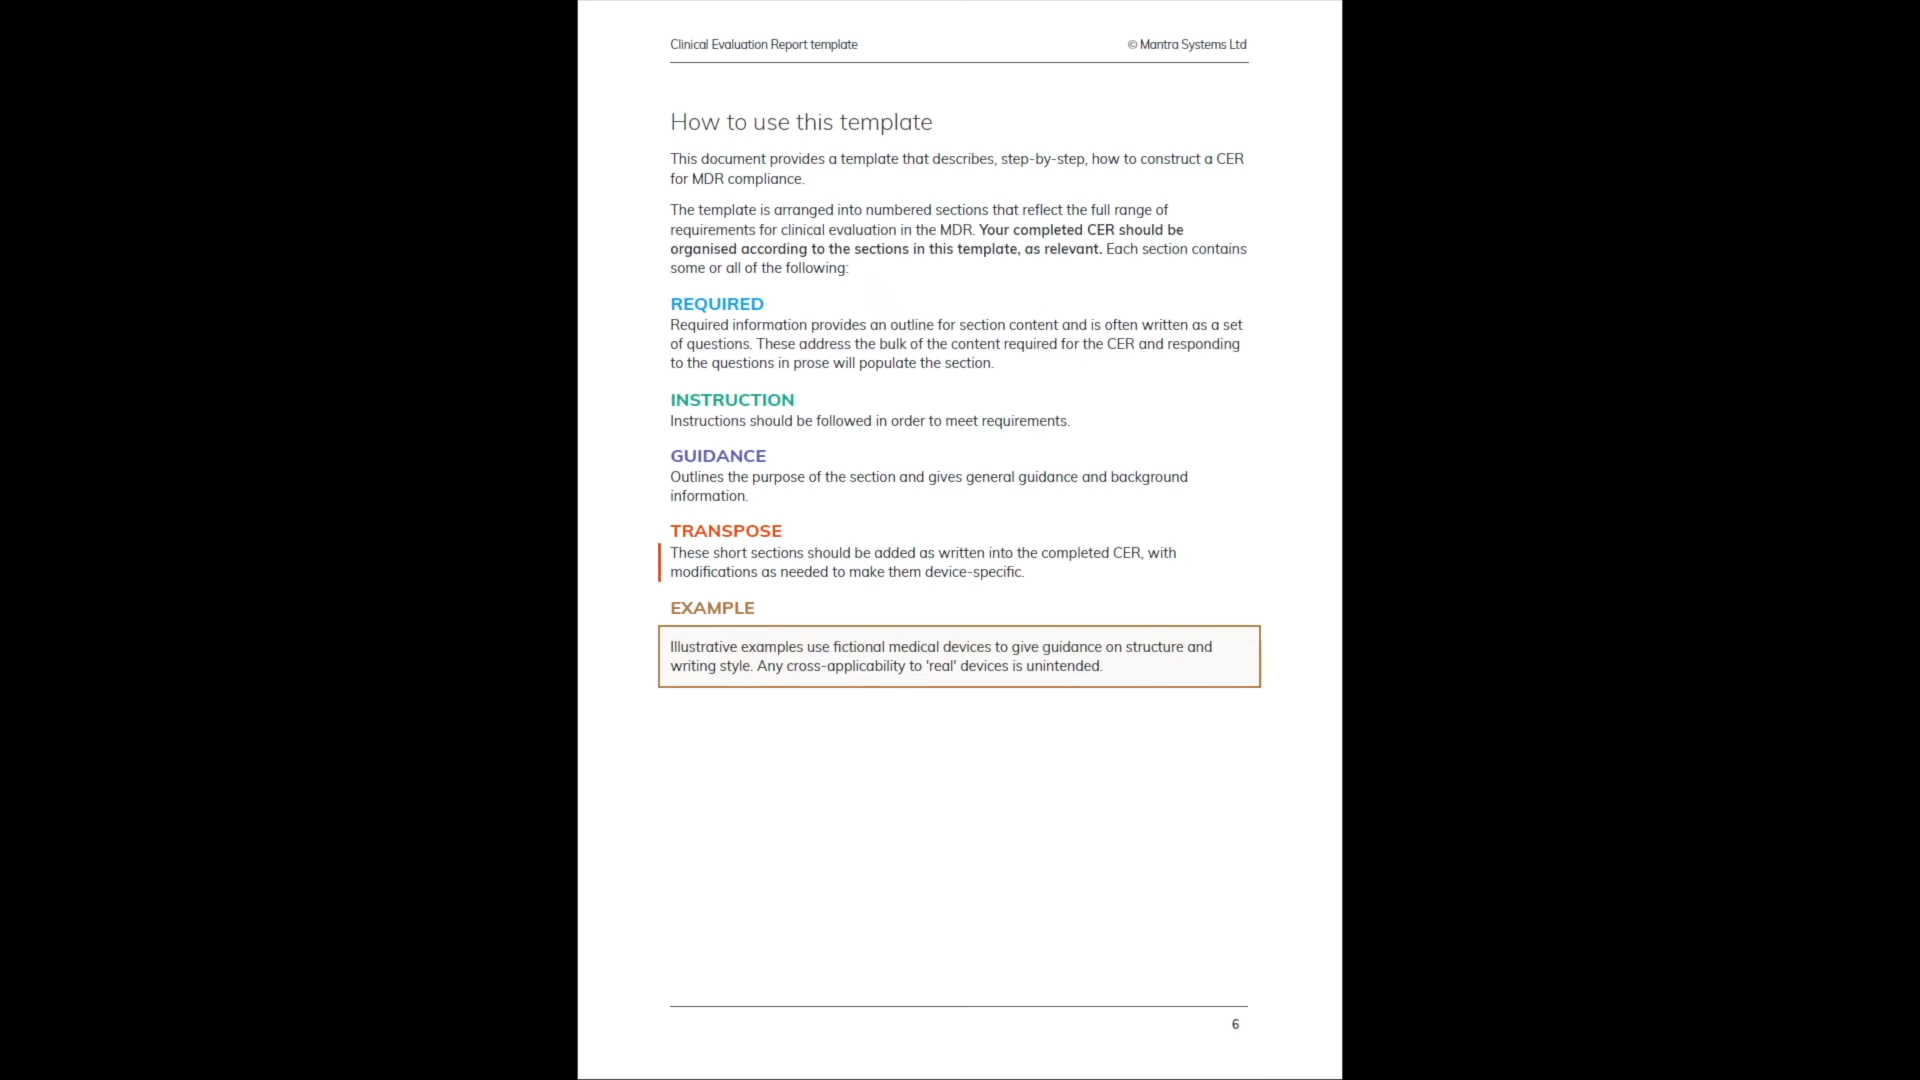 Clinical Evaluation Report template © Mantra Systems Ltd
How to use this template
This document provides a template that describes, step-by-step, how to construct a CER
for MDR compliance.
The template is arranged into numbered sections that reflect the full range of
requirements for clinical evaluation in the MDR. Your completed CER should be
organised according to the sections in this template, as relevant. Each section contains
some or all of the following:
REQUIRED
Required information provides an outline for section content and is often written as a set
of questions. These address the bulk of the content required for the CER and responding
to the questions in prose will populate the section.
INSTRUCTION
Instructions should be followed in order to meet requirements.
GUIDANCE
Outlines the purpose of the section and gives general guidance and background
information.
TRANSPOSE
These short sections should be added as written into the completed CER, with
modifications as needed to make them device-specific.
EXAMPLE
Illustrative examples use fictional medical devices to give guidance on structure and
writing style. Any cross-applicability to 'real' devices is unintended.
6